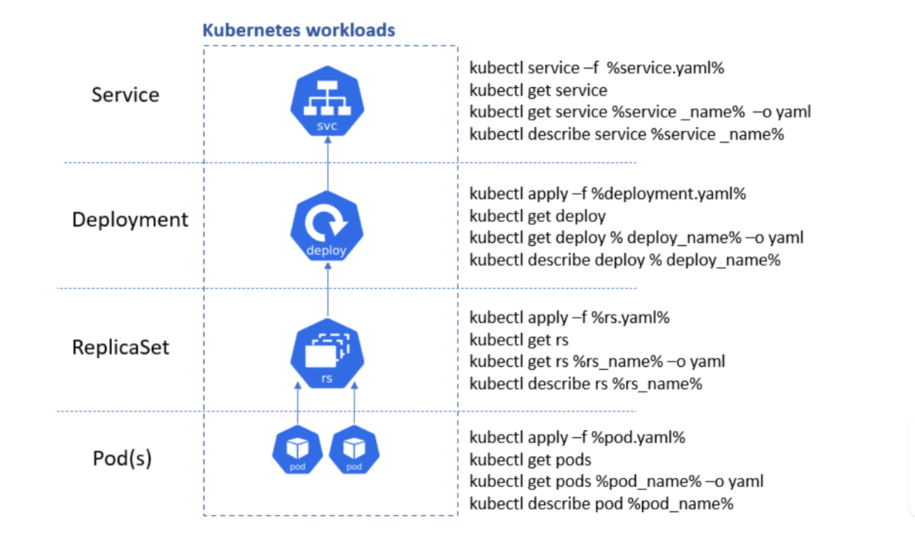 Kubernetes workloads
Service
svc
kubectl service –f  %service.yaml%
kubectl get service
kubectl get service %service _name%  –o yaml
kubectl describe service %service _name%
Deployment
deploy
kubectl apply –f %deployment.yaml%
kubectl get deploy
kubectl get deploy % deploy_name% –o yaml
kubectl describe deploy % deploy_name%
ReplicaSet
rs
kubectl apply –f %rs.yaml%
kubectl get rs
kubectl get rs %rs_name% –o yaml
kubectl describe rs %rs_name%
Pod(s)
pod
pod
kubectl apply –f %pod.yaml%
kubectl get pods
kubectl get pods %pod_name% –o yaml
kubectl describe pod %pod_name%